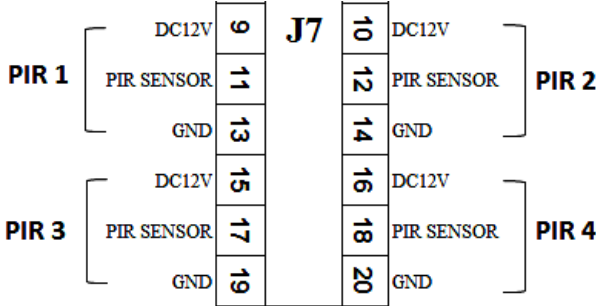 DC12V 9 J7 10 DC12V
PIR 1 PIR SENSOR 11 12 PIR SENSOR PIR 2
GND 13 14 GND
DC12V 15 16 DC12V
PIR 3 PIR SENSOR 17 18 PIR SENSOR PIR 4
GND 19 20 GND